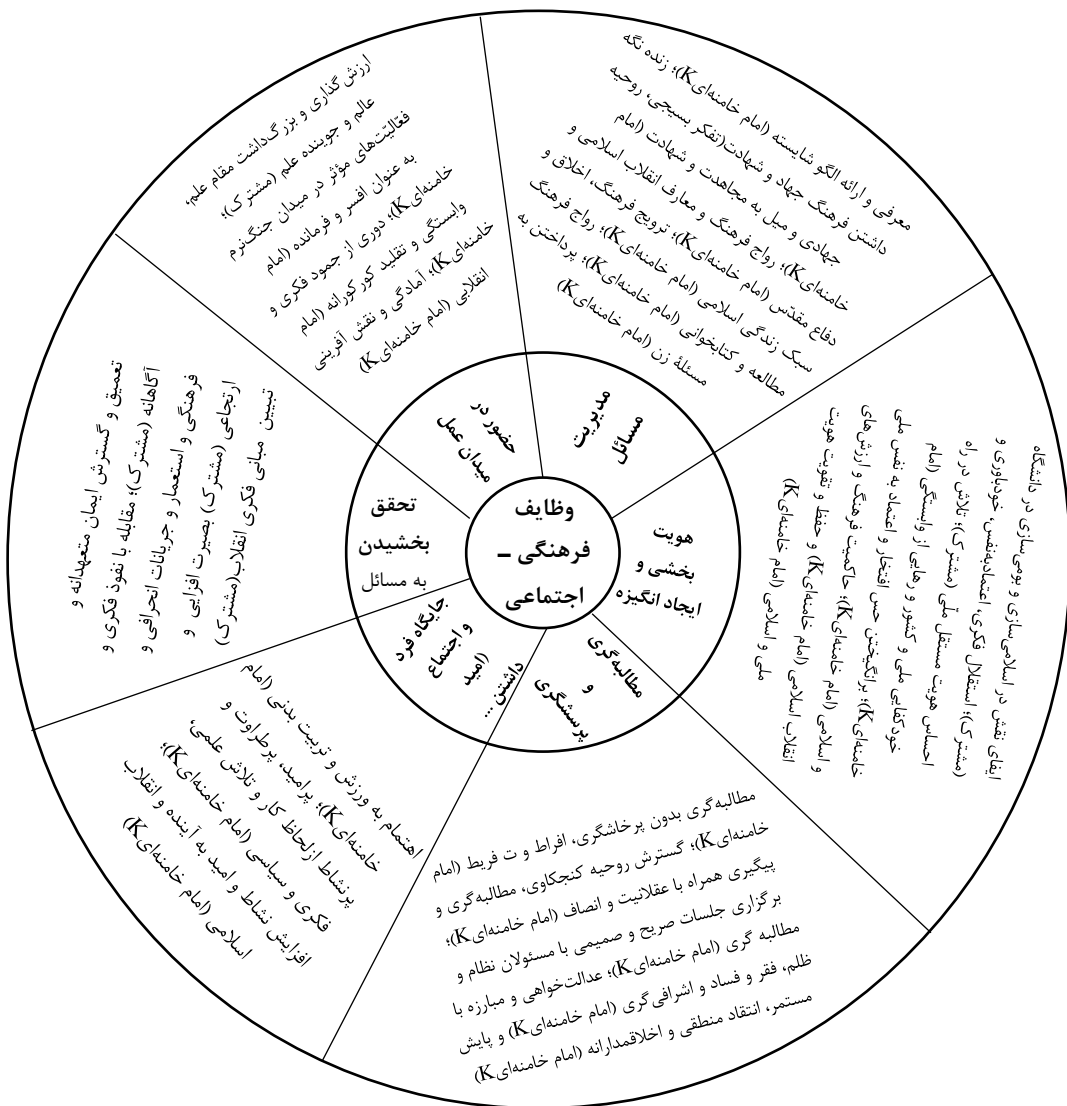 وظایف
فرهنگی –
اجتماعی
مدیریت
مسائل
هویت
بخشی و
ایجاد انگیزه
مطالبه‌گری
و
پرسشگری
جایگاه فرد
و اجتماع
(امید
داشتن ...
تحقق
بخشیدن
به مسائل
حضور در
میدان عمل
معرفی و ارائه الگو شایسته (امام خامنه‌ایK)؛ زنده نگه
داشتن فرهنگ جهاد و شهادت(تفکر بسیجی، روحیه
جهادی و میل به مجاهدت و شهادت (امام
خامنه‌ایK)؛ رواج فرهنگ و معارف انقلاب اسلامی و
دفاع مقدّس (امام خامنه‌ایK)؛ ترویج فرهنگ، اخلاق و
سبک زندگی اسلامی (امام خامنه‌ایK)؛ رواج فرهنگ
مطالعه و کتابخوانی (امام خامنه‌ایK)؛ پرداختن به
مسئلۀ زن (امام خامنه‌ایK)
ایفای نقش در اسلامی‌سازی و بومی‌سازی در دانشگاه
(مشترک)؛ استقلال فکری، اعتمادبه‌نفس، خودباوری و
احساس هویت مستقل ملّی (مشترک)؛ تلاش در راه
خودکفایی ملی و کشور و رهایی از وابستگی (امام
خامنه‌ایK)؛ برانگیختن حس افتخار و اعتماد به نفس ملی
و اسلامی (امام خامنه‌ایK)؛ حاکمیت فرهنگ و ارزش‌های
انقلاب اسلامی (امام خامنه‌ایK) و حفظ و تقویت هویت
ملی و اسلامی (امام خامنه‌ایK)
مطالبه‌گری بدون پرخاشگری، افراط و ت فریط (امام
خامنه‌ایK)؛ گسترش روحیه کنجکاوی، مطالبه‌گری و
پیگیری همراه با عقلانیت و انصاف (امام خامنه‌ایK)؛
برگزاری جلسات صریح و صمیمی با مسئولان نظام و
مطالبه گری (امام خامنه‌ایK)؛ عدالت‌خواهی و مبارزه با
ظلم، فقر و فساد و اشرافی‌گری (امام خامنه‌ایK) و پایش
مستمر، انتقاد منطقی و اخلاقمدارانه (امام خامنه‌ایK)
اهتمام به ورزش و تربیت بدنی (امام
خامنه‌ایK)؛ پرامید، پرطراوت و
پرنشاط ازلحاظ کار و تلاش علمی،
فکری و سیاسی (امام خامنه‌ایK)؛
افزایش نشاط و امید به آینده و انقلاب
اسلامی (امام خامنه‌ایK)
تعمیق و گسترش ایمان متعهدانه و
آگاهانه (مشترک)؛ مقابله با نفوذ فکری و
فرهنگی و استعمار و جریانات انحرافی و
ارتجاعی (مشترک) بصیرت افزایی و
تبیین مبانی فکری انقلاب(مشترک)
ارزش گذاری و بزرگ‌داشت مقام علم،
عالم و جوینده علم (مشترک)؛
فعّالیّت‌های مؤثر در میدان جنگ‌نرم
به عنوان افسر و فرمانده (امام
خامنه‌ایK)؛ دوری از جمود فکری و
وابستگی و تقلید کورکورانه (امام
خامنه‌ایK)؛ آمادگی و نقش آفرینی
انقلابی (امام خامنه‌ایK)